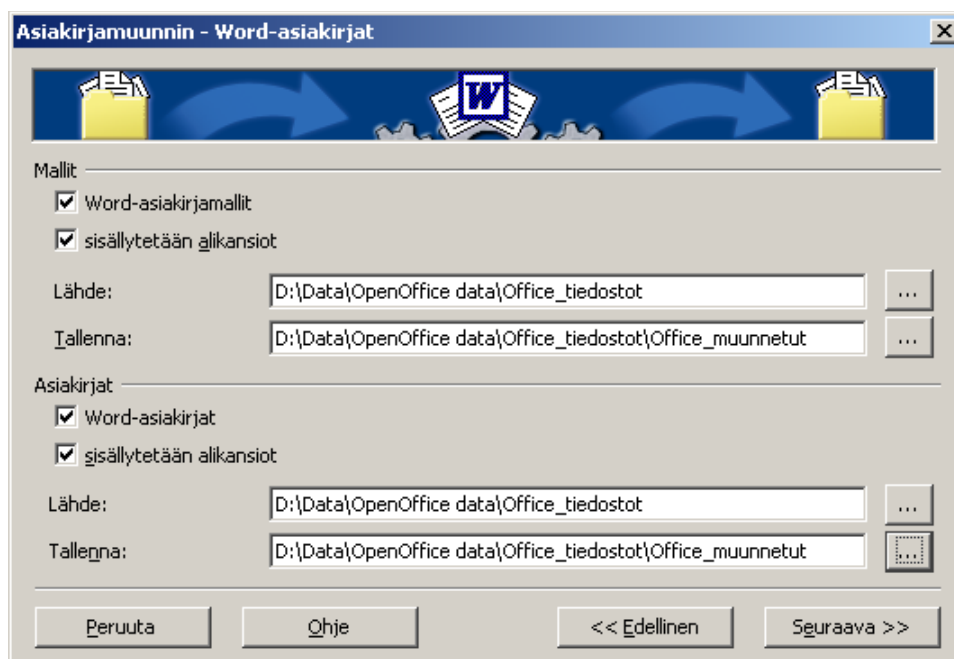 Asiakirjamuunnin - Word-asiakirjat
W
Mallit
Word-asiakirjamallit
sisällytetään alikansiot
Lähde: D:\Data\OpenOffice data\Office_tiedostot ...
Tallenna: D:\Data\OpenOffice data\Office_tiedostot\Office_muunnetut ...
Asiakirjat
Word-asiakirjat
sisällytetään alikansiot
Lähde: D:\Data\OpenOffice data\Office_tiedostot ...
Tallenna: D:\Data\OpenOffice data\Office_tiedostot\Office_muunnetut ...
Peruuta Ohje << Edellinen Seuraava >>